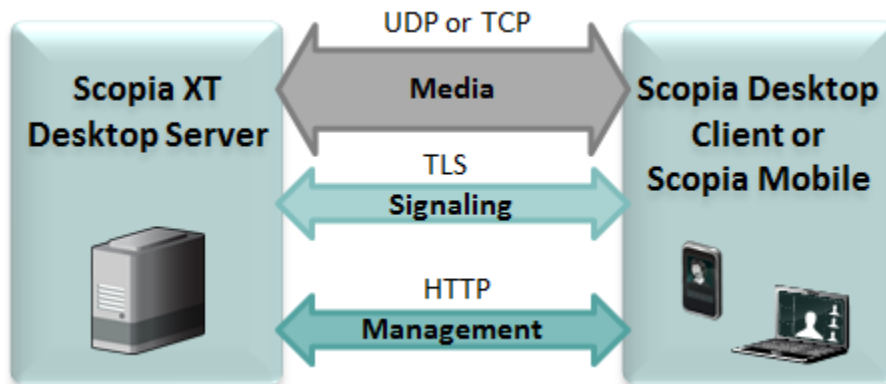 UDP or TCP
Scopia XT
Desktop Server
Media
Scopia Desktop
Client or
Scopia Mobile
TLS
Signaling
HTTP
Management